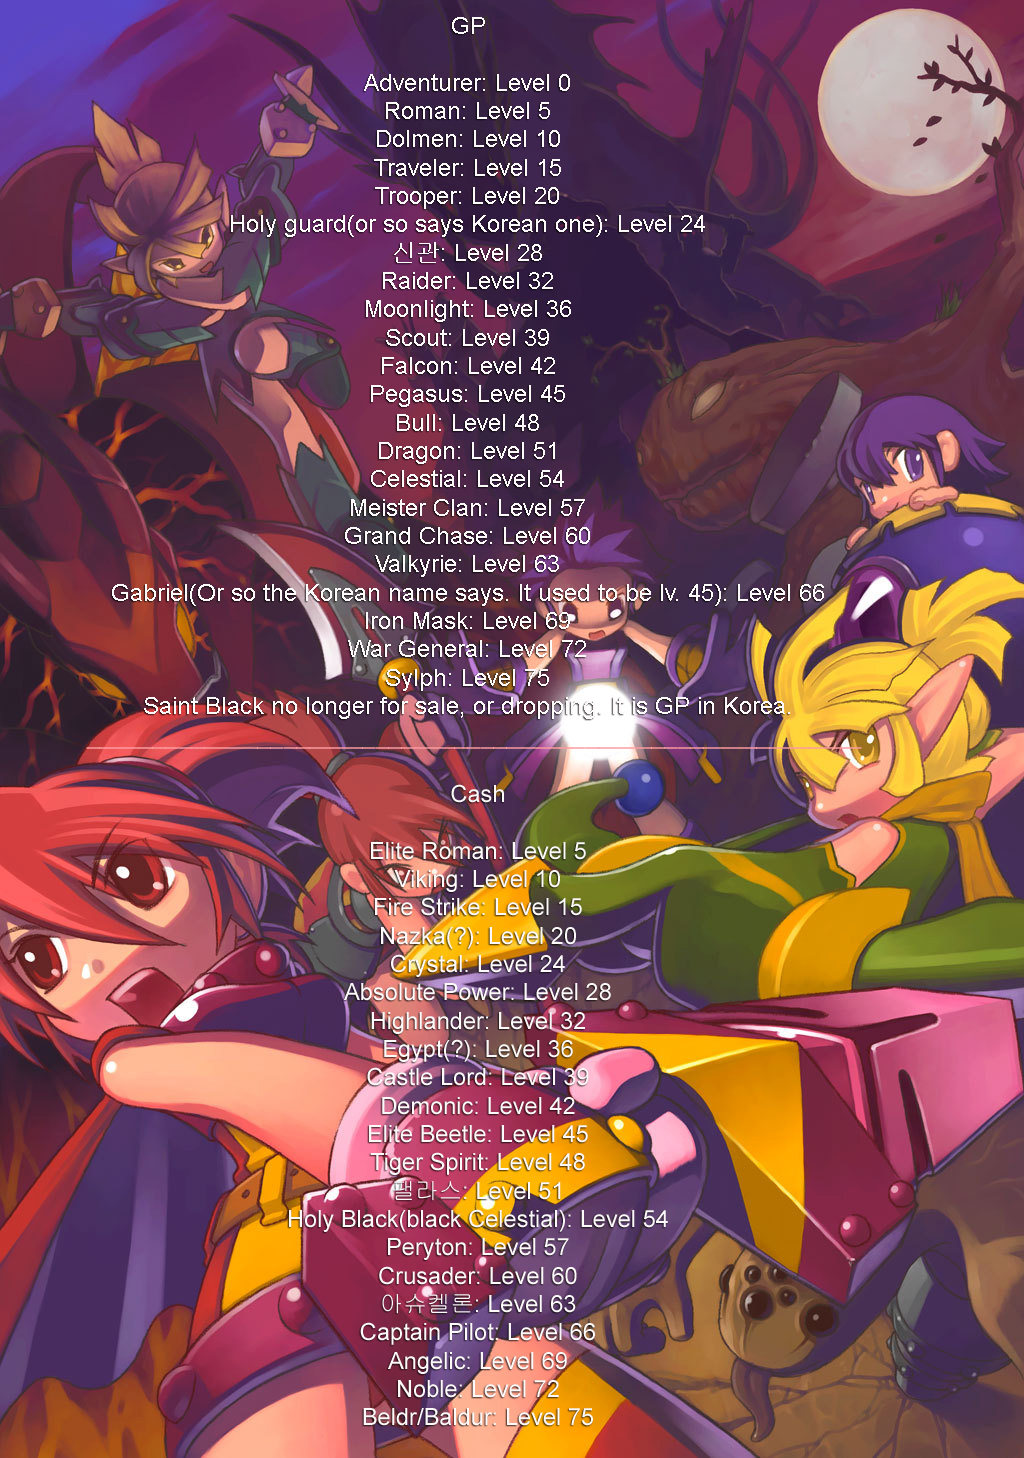 GP
Adventurer: Level 0
Roman: Level 5
Dolmen: Level 10
Traveler: Level 15
Trooper: Level 20
Holy guard(or so says Korean one): Level 24
신관: Level 28
Raider: Level 32
Moonlight: Level 36
Scout: Level 39
Falcon: Level 42
Pegasus: Level 45
Bull: Level 48
Dragon: Level 51
Celestial: Level 54
Meister Clan: Level 57
Grand Chase: Level 60
Valkyrie: Level 63
Gabriel(Or so the Korean name says. It used to be lv. 45): Level 66
Iron Mask: Level 69
War General: Level 72
Sylph: Level 75
Saint Black no longer for sale, or dropping. It is GP in Korea.
Cash
Elite Roman: Level 5
Viking: Level 10
Fire Strike: Level 15
Nazka(?): Level 20
Crystal: Level 24
Absolute Power: Level 28
Highlander: Level 32
Egypt(?): Level 36
Castle Lord: Level 39
Demonic: Level 42
Elite Beetle: Level 45
Tiger Spirit: Level 48
팰라스: Level 51
Holy Black(black Celestial): Level 54
Peryton: Level 57
Crusader: Level 60
아슈켈론: Level 63
Captain Pilot: Level 66
Angelic: Level 69
Noble: Level 72
Beldr/Baldur: Level 75